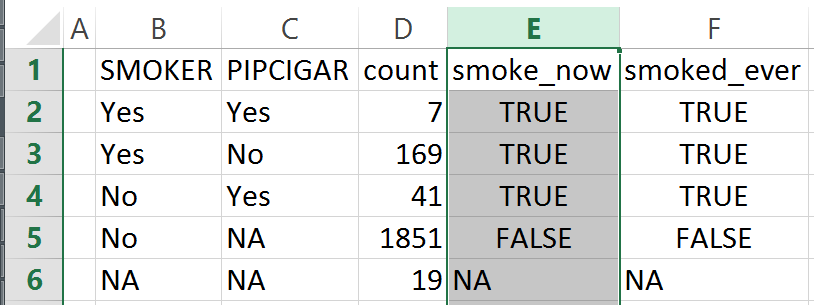 A B C D E F
1 SMOKER PIPCIGAR count smoke_now smoked_ever
2 Yes Yes 7 TRUE TRUE
3 Yes No 169 TRUE TRUE
4 No Yes 41 TRUE TRUE
5 No NA 1851 FALSE FALSE
6 NA NA 19 NA NA